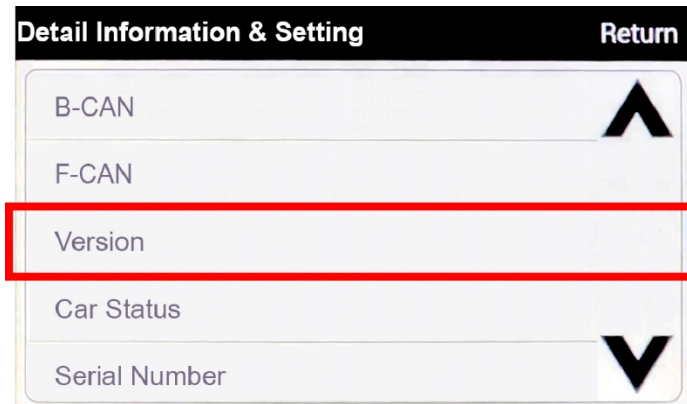 Detail Information & Setting Return
B-CAN
F-CAN
Version
Car Status
Serial Number